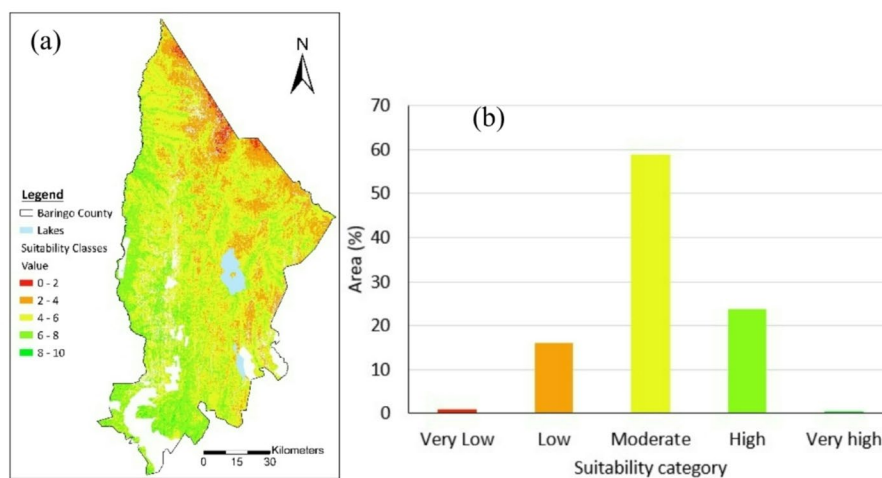 (a)
N
Legend
Baringo County
Lakes
Suitability Classes
Value
0 - 2
2 - 4
4 - 6
6 - 8
8 - 10
Kilometers
0 15 30
(b)
70
60
50
40
30
20
10
0
Area (%)
Very Low Low Moderate High Very high
Suitability category